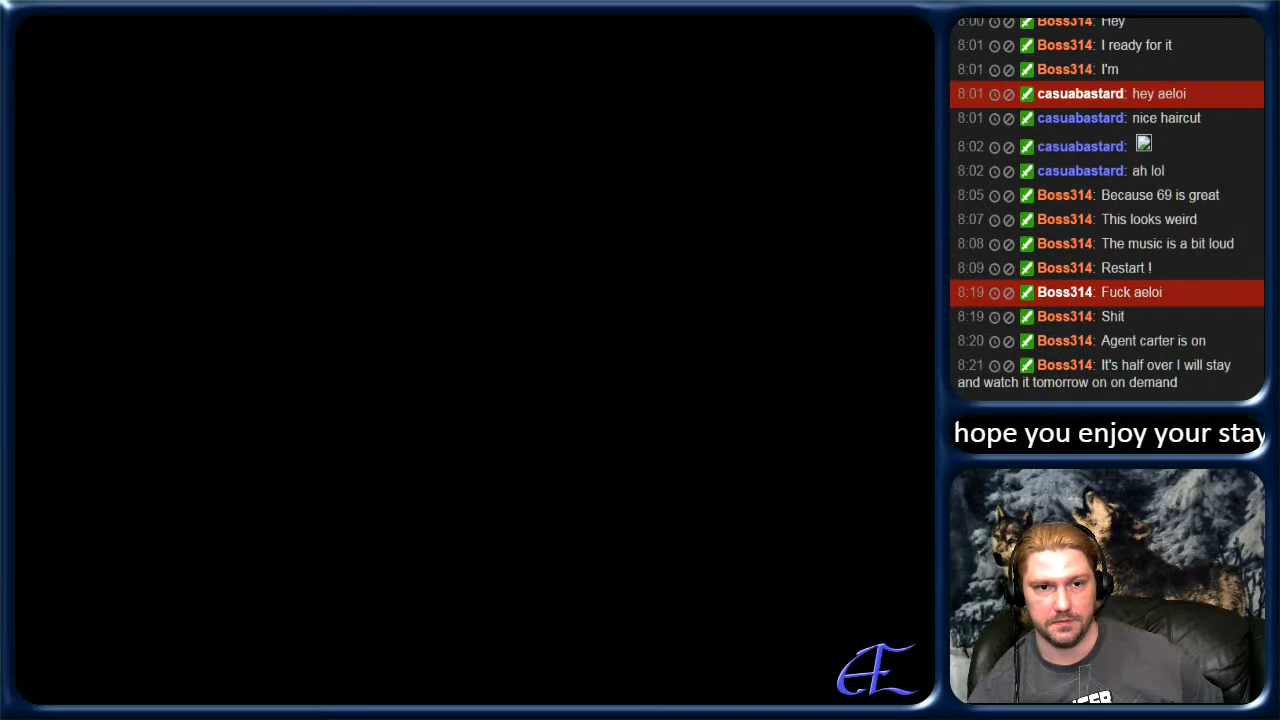 8:00 Boss314: Hey
8:01 Boss314: I ready for it
8:01 Boss314: I'm
8:01 casuabastard: hey aeloi
8:01 casuabastard: nice haircut
8:02 casuabastard:
8:02 casuabastard: ah lol
8:05 Boss314: Because 69 is great
8:07 Boss314: This looks weird
8:08 Boss314: The music is a bit loud
8:09 Boss314: Restart !
8:19 Boss314: Fuck aeloi
8:19 Boss314: Shit
8:20 Boss314: Agent carter is on
8:21 Boss314: It's half over I will stay
and watch it tomorrow on on demand
hope you enjoy your stay